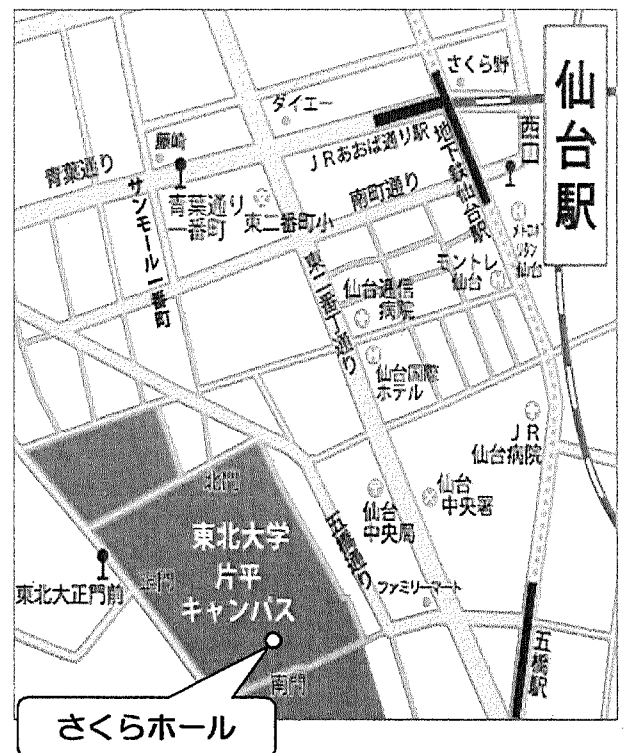 仙台駅
さくら野
ダイエー
西口
藤崎
JRあおば通り駅
地下鉄仙台駅
青葉通り
サンモール一番町
青葉通り
一番町
東二番町小
南町通り
メトロポ
リタン
仙台
モントレ
仙台
東二番丁通り
仙台逓信
病院
仙台国際
ホテル
JR
仙台病院
北門
仙台
中央局
仙台
中央署
東北大学
片平
キャンパス
五橋通り
東北大正門前
正門
ファミリーマート
五橋駅
南門
さくらホール